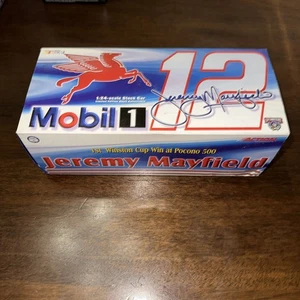 1:24-scale Stock Car
12
Mobil 1
Jeremy Mayfield
1st Winston Cup Win at Pocono 500
Jeremy Mayfield